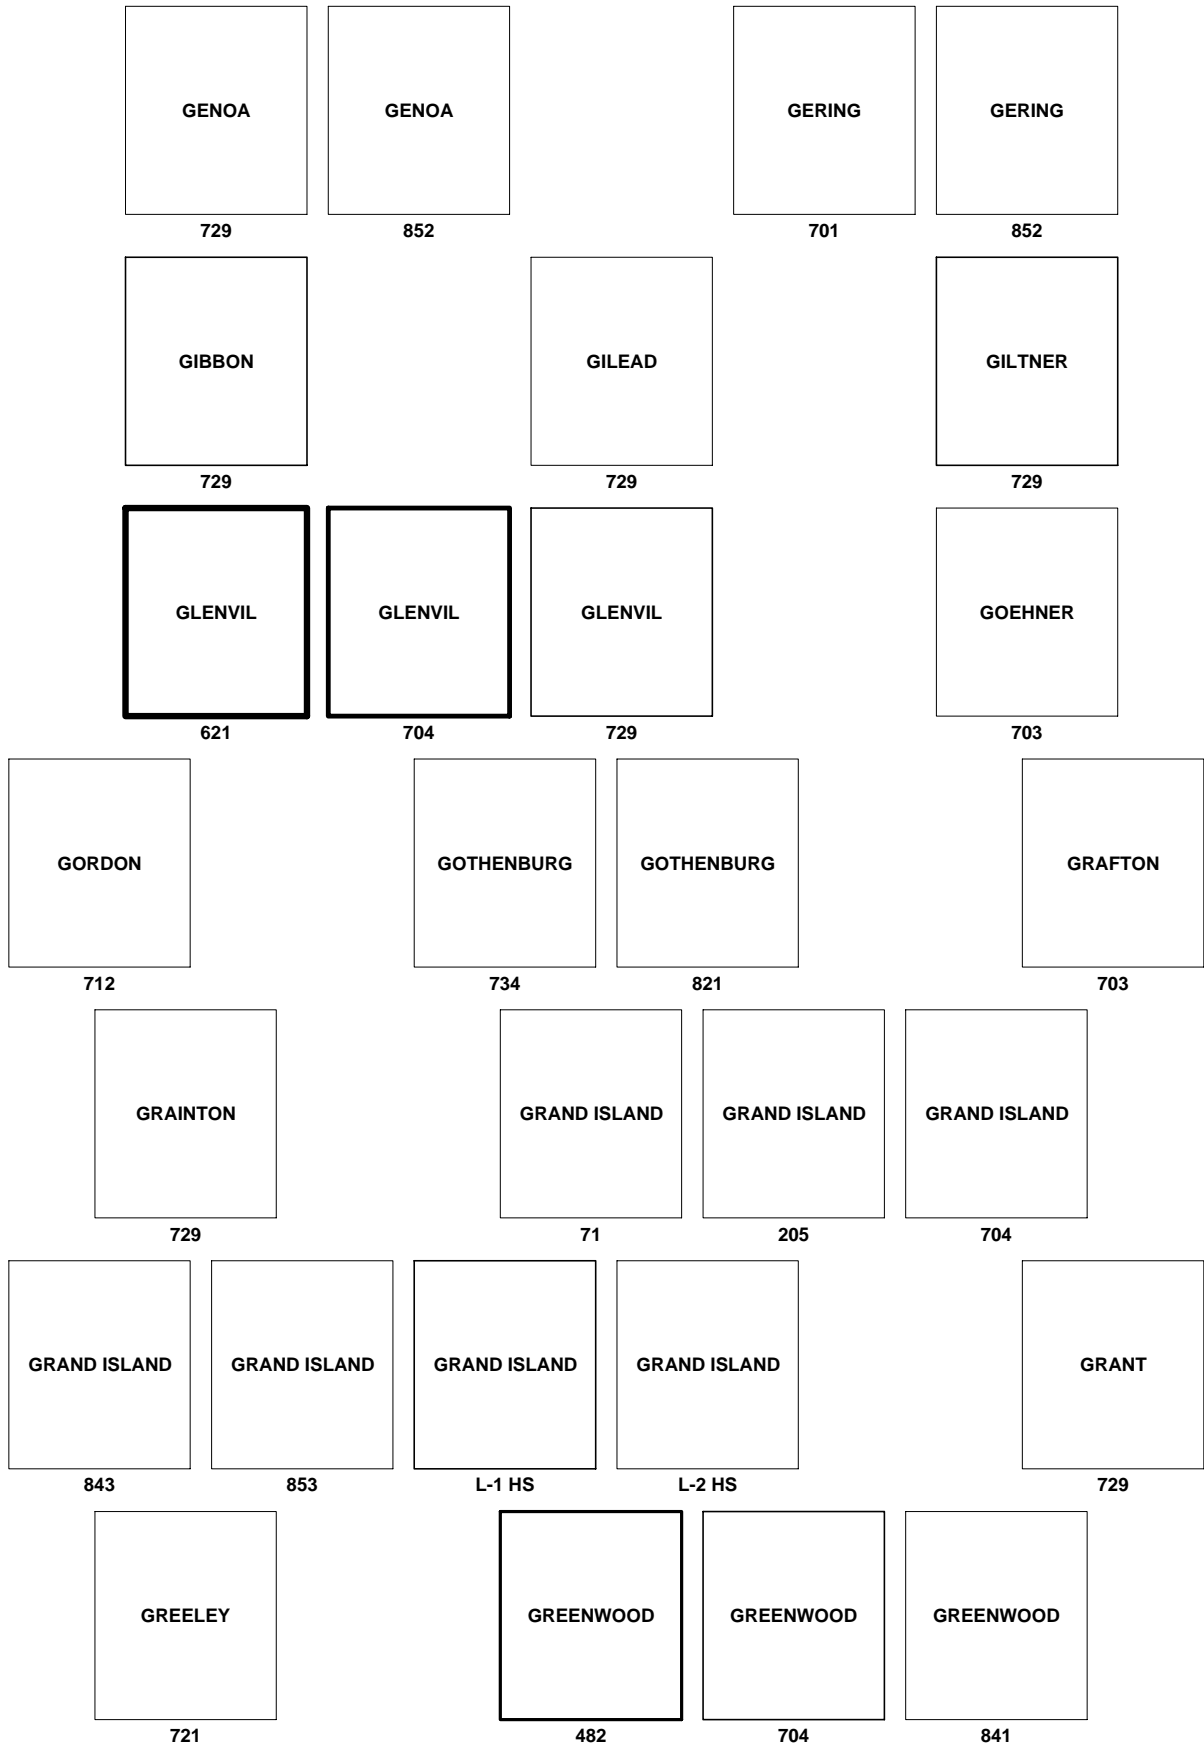 GENOA GENOA GERING GERING
729 852 701 852
GIBBON GILEAD GILTNER
729 729 729
GLENVIL GLENVIL GLENVIL GOEHNER
621 704 729 703
GORDON GOTHENBURG GOTHENBURG GRAFTON
712 734 821 703
GRAINTON GRAND ISLAND GRAND ISLAND GRAND ISLAND
729 71 205 704
GRAND ISLAND GRAND ISLAND GRAND ISLAND GRAND ISLAND GRANT
843 853 L-1 HS L-2 HS 729
GREELEY GREENWOOD GREENWOOD GREENWOOD
721 482 704 841